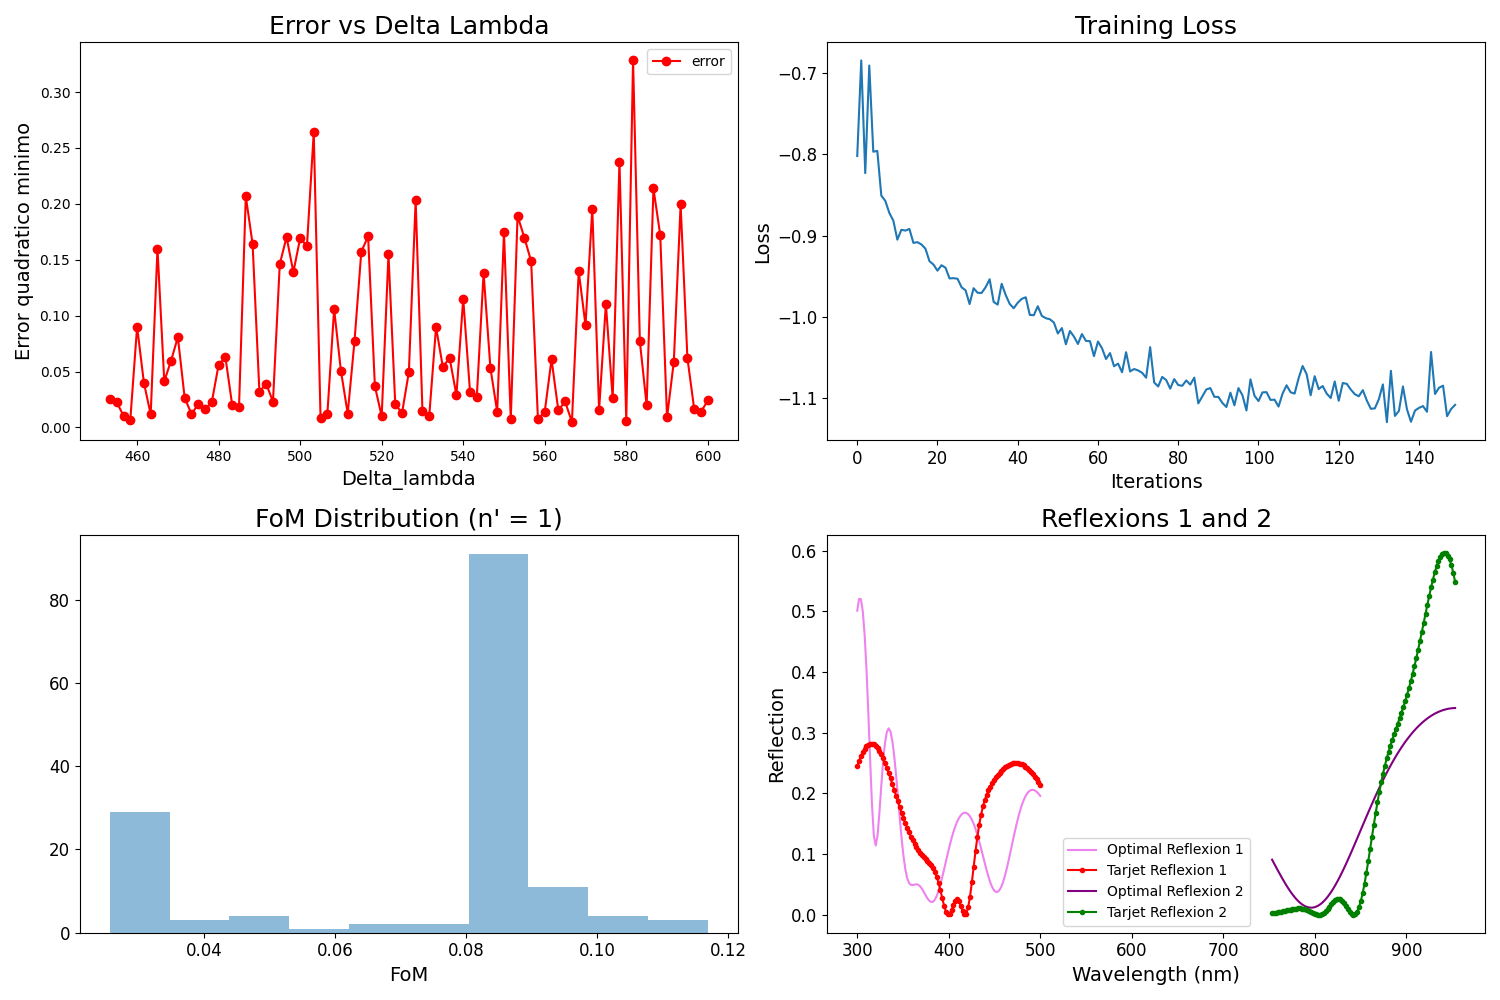 Error vs Delta Lambda
error
Error quadratico minimo
0.30
0.25
0.20
0.15
0.10
0.05
0.00
460 480 500 520 540 560 580 600
Delta_lambda
Training Loss
Loss
−0.7
−0.8
−0.9
−1.0
−1.1
0 20 40 60 80 100 120 140
Iterations
FoM Distribution (n' = 1)
80
60
40
20
0
0.04 0.06 0.08 0.10 0.12
FoM
Reflexions 1 and 2
Reflection
0.6
0.5
0.4
0.3
0.2
0.1
0.0
Optimal Reflexion 1
Tarjet Reflexion 1
Optimal Reflexion 2
Tarjet Reflexion 2
300 400 500 600 700 800 900
Wavelength (nm)